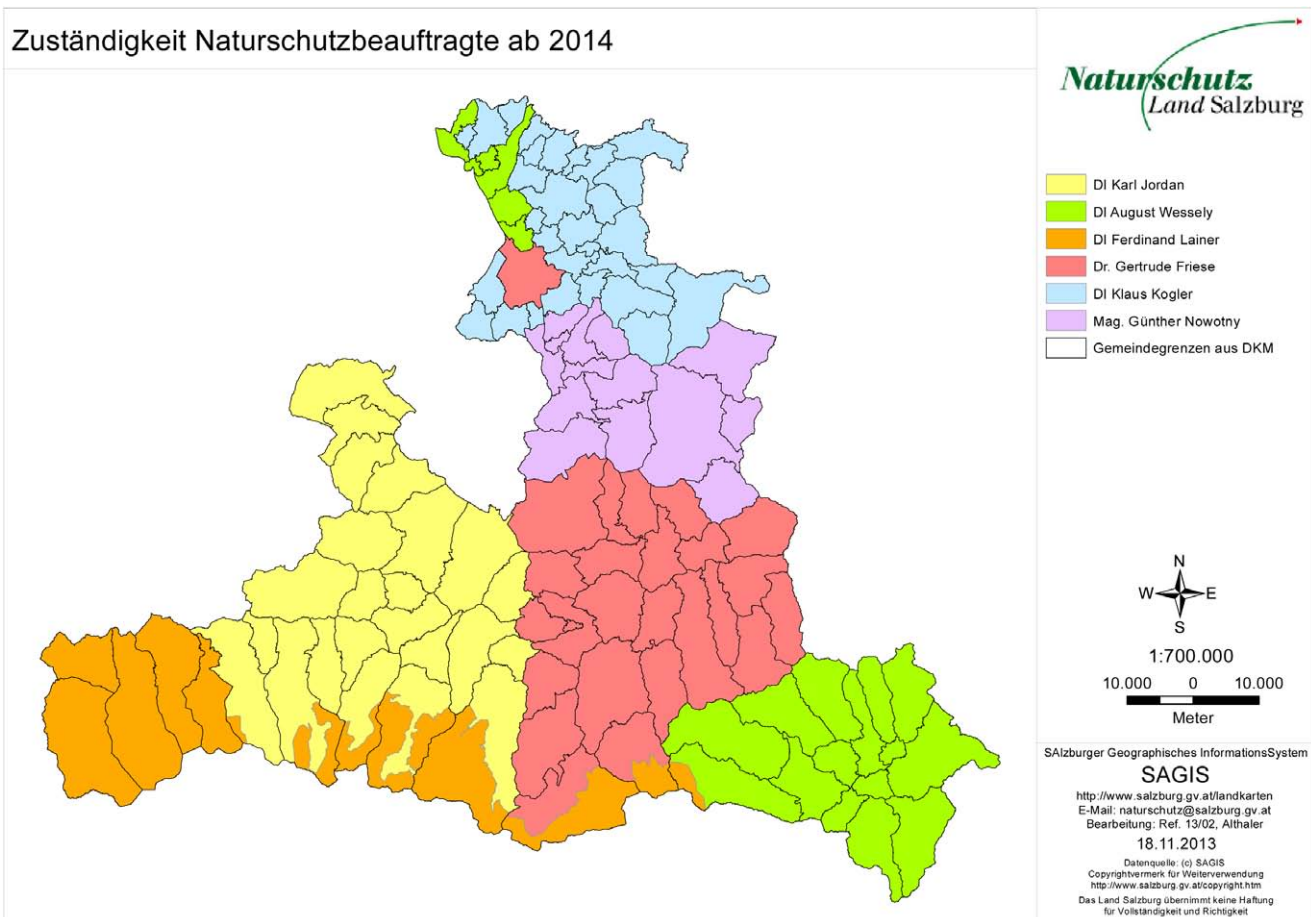 Zuständigkeit Naturschutzbeauftragte ab 2014
Naturschutz
Land Salzburg
DI Karl Jordan
DI August Wessely
DI Ferdinand Lainer
Dr. Gertrude Friese
DI Klaus Kogler
Mag. Günther Nowotny
Gemeindegrenzen aus DKM
N
W E
S
1:700.000
10.000 0 10.000
Meter
SAlzburger Geographisches InformationsSystem
SAGIS
http://www.salzburg.gv.at/landkarten
E-Mail: naturschutz@salzburg.gv.at
Bearbeitung: Ref. 13/02, Althaler
18.11.2013
Datenquelle: (c) SAGIS
Copyrightvermerk für Weiterverwendung
http://www.salzburg.gv.at/copyright.htm
Das Land Salzburg übernimmt keine Haftung
für Vollständigkeit und Richtigkeit